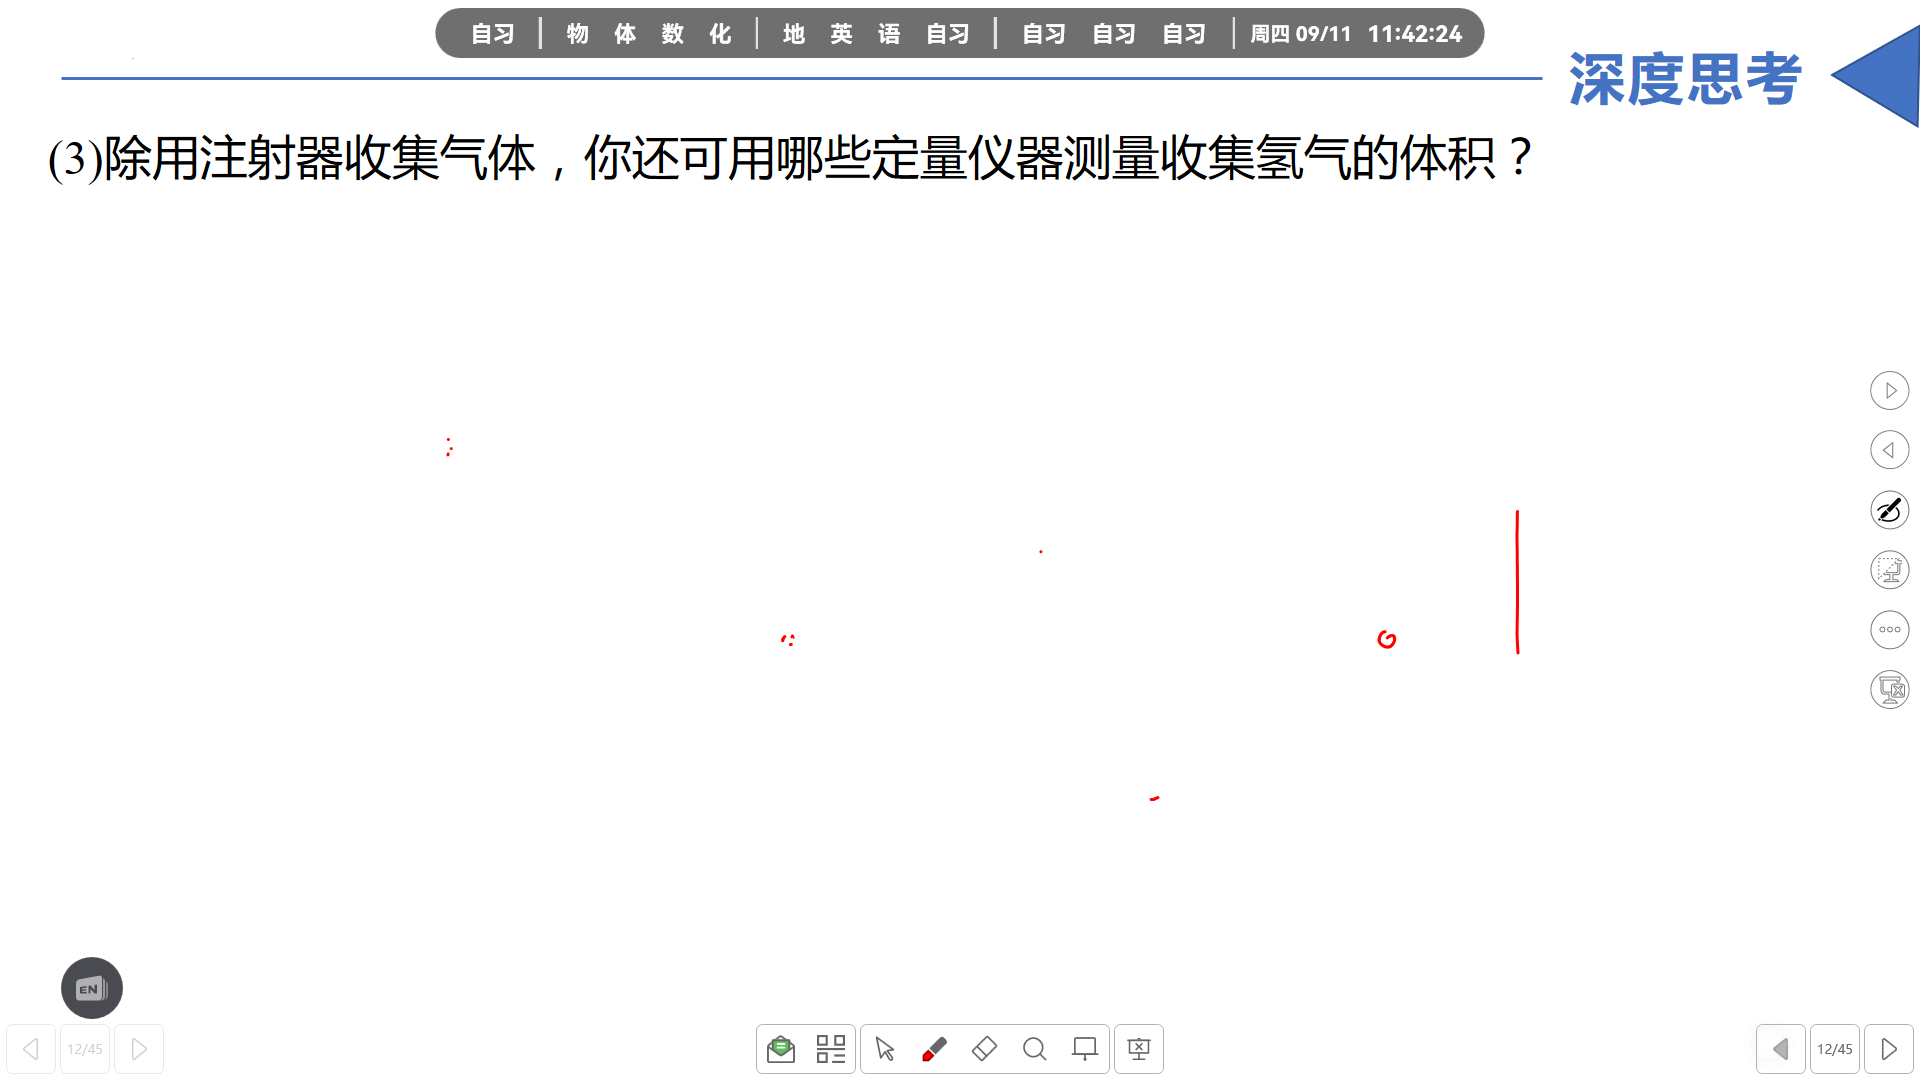 自习 | 物 体 数 化 | 地 英 语 自习 | 自习 自习 自习 | 周四 09/11 11:42:24
深度思考
(3)除用注射器收集气体，你还可用哪些定量仪器测量收集氢气的体积？
EN
12/45
12/45